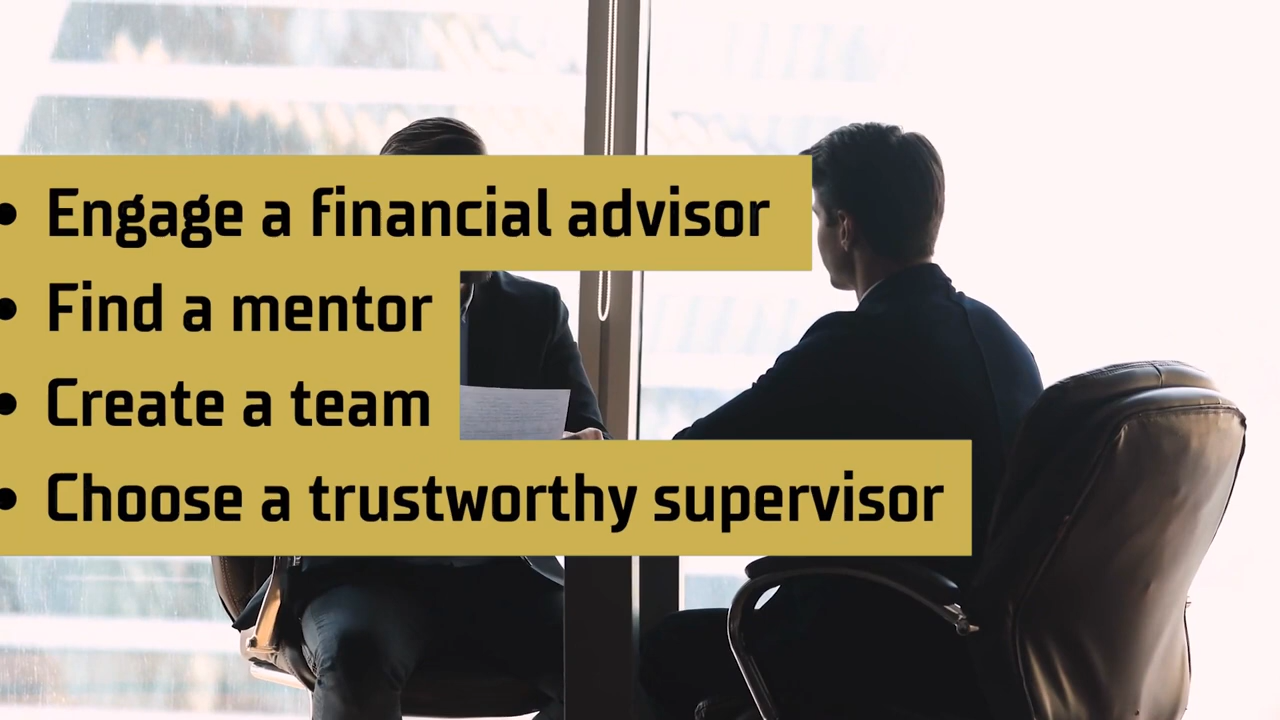 • Engage a financial advisor
• Find a mentor
• Create a team
• Choose a trustworthy supervisor